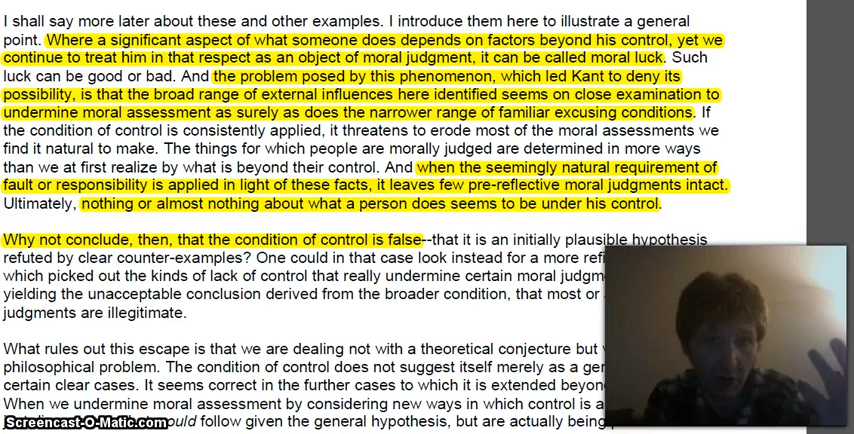 I shall say more later about these and other examples. I introduce them here to illustrate a general
point. Where a significant aspect of what someone does depends on factors beyond his control, yet we
continue to treat him in that respect as an object of moral judgment, it can be called moral luck. Such
luck can be good or bad. And the problem posed by this phenomenon, which led Kant to deny its
possibility, is that the broad range of external influences here identified seems on close examination to
undermine moral assessment as surely as does the narrower range of familiar excusing conditions. If
the condition of control is consistently applied, it threatens to erode most of the moral assessments we
find it natural to make. The things for which people are morally judged are determined in more ways
than we at first realize by what is beyond their control. And when the seemingly natural requirement of
fault or responsibility is applied in light of these facts, it leaves few pre-reflective moral judgments intact.
Ultimately, nothing or almost nothing about what a person does seems to be under his control.
Why not conclude, then, that the condition of control is false--that it is an initially plausible hypothesis
refuted by clear counter-examples? One could in that case look instead for a more
which picked out the kinds of lack of control that really undermine certain moral
yielding the unacceptable conclusion derived from the broader condition, that most or
judgments are illegitimate.
What rules out this escape is that we are dealing not with a theoretical conjecture but
philosophical problem. The condition of control does not suggest itself merely as a
certain clear cases. It seems correct in the further cases to which it is extended
When we undermine moral assessment by considering new ways in which control is
follow given the general hypothesis, but are actually being
Screencast-O-Matic.com